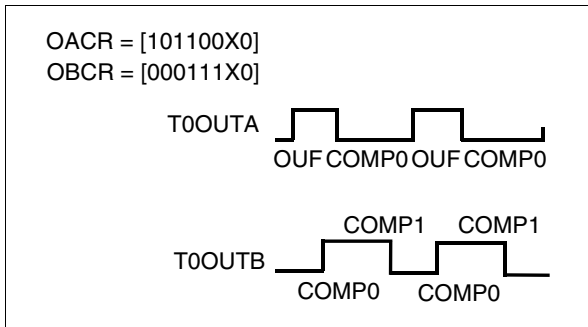 OACR = [101100X0]
OBCR = [000111X0]
T0OUTA
OUF COMP0 OUF COMP0
COMP1 COMP1
T0OUTB
COMP0 COMP0